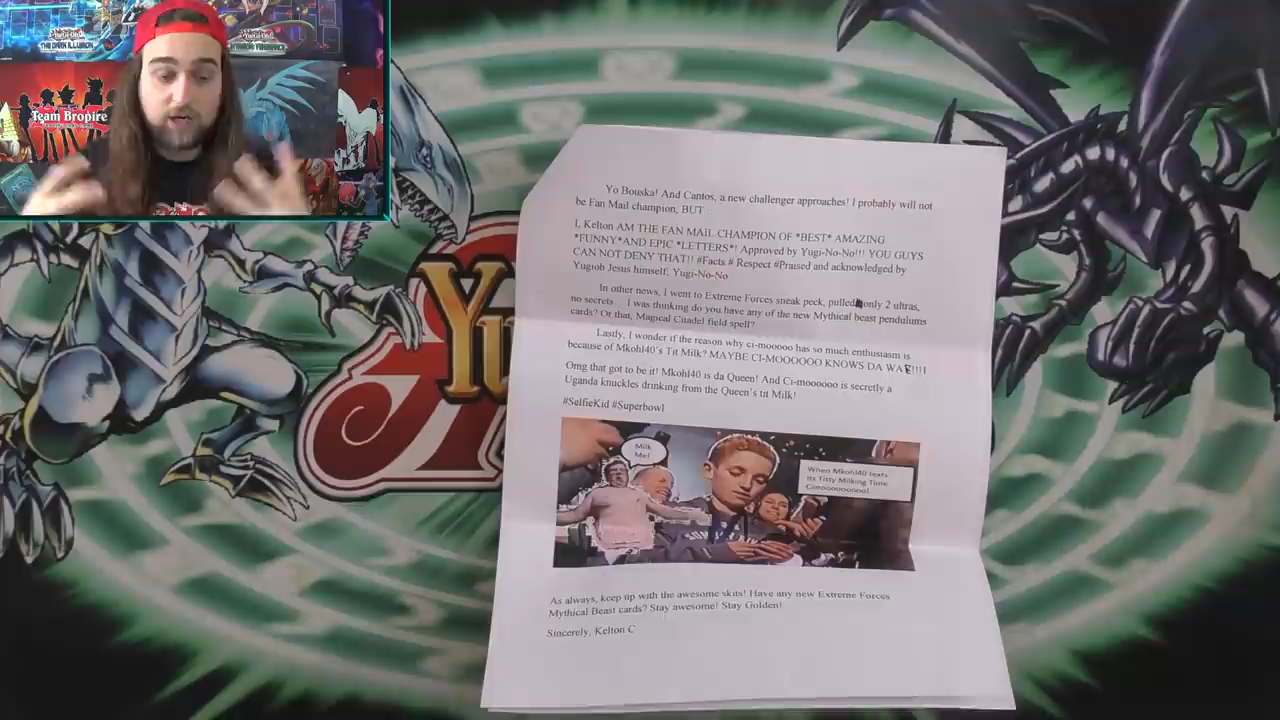 THE DARK ILLUSION
Team Bropire
Yu
Yo Bouska! And Cantos, a new challenger approaches! I probably will not
be Fan Mail champion, BUT
I, Kelton AM THE FAN MAIL CHAMPION OF *BEST* AMAZING
*FUNNY*AND EPIC *LETTERS*! Approved by Yugi-No-No!!! YOU GUYS
CAN NOT DENY THAT!! #Facts # Respect #Praised and acknowledged by
Yugioh Jesus himself, Yugi-No-No
In other news, I went to Extreme Forces sneak peek, pulled only 2 ultras,
no secrets I was thinking do you have any of the new Mythical beast pendulums
cards? Or that, Magical Citadel field spell?
Lastly, I wonder if the reason why ci-mooooo has so much enthusiasm is
because of Mkohl40's Tit Milk? MAYBE CI-MOOOOOO KNOWS DA WAE!!!!
Omg that got to be it! Mkohl40 is da Queen! And Ci-moooooo is secretly a
Uganda knuckles drinking from the Queen's tit Milk!
#SelfieKid #Superbowl
Milk
Me!
When Mkohl40 texts
its Titty Milking Time
Cimooooooooo!
As always, keep up with the awesome skits! Have any new Extreme Forces
Mythical Beast cards? Stay awesome! Stay Golden!
Sincerely, Kelton C